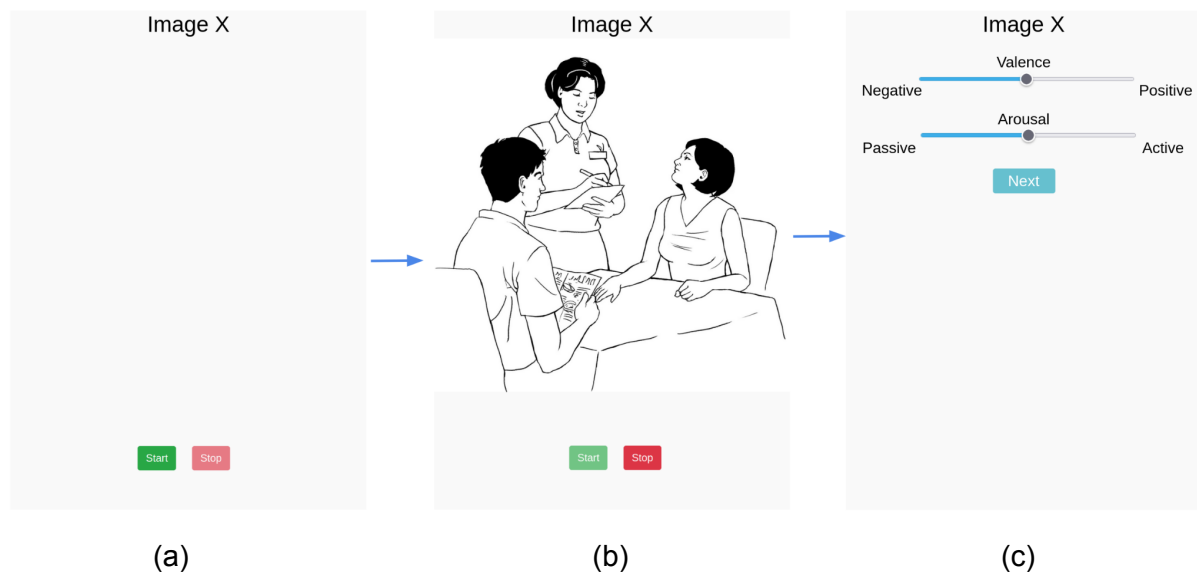 Image X
Start Stop
(a)
Image X
Start Stop
(b)
Image X
Valence
Negative Positive
Arousal
Passive Active
Next
(c)